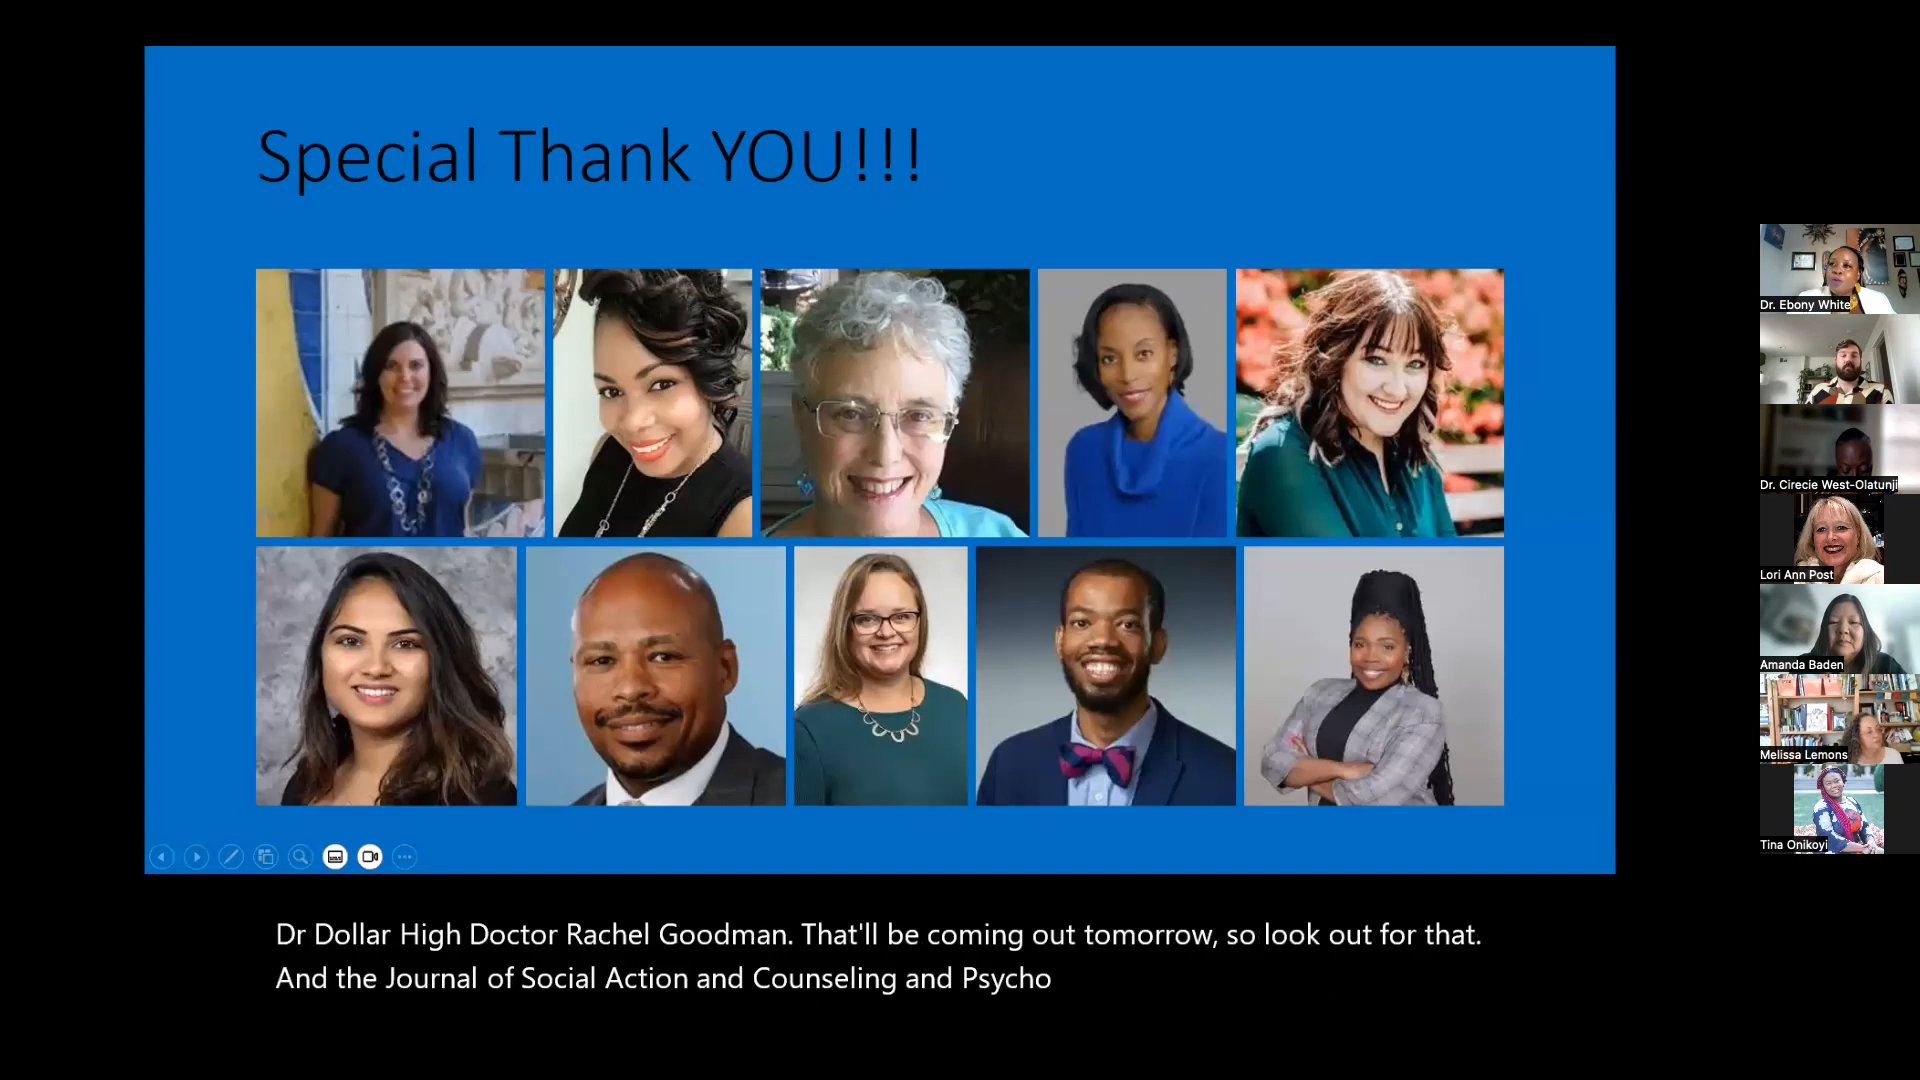 Special Thank YOU!!!
Dr. Ebony White
Dr. Cirecie West-Olatunji
Lori Ann Post
Amanda Baden
Melissa Lemons
Tina Onikoyi
Dr Dollar High Doctor Rachel Goodman. That'll be coming out tomorrow, so look out for that.
And the Journal of Social Action and Counseling and Psycho